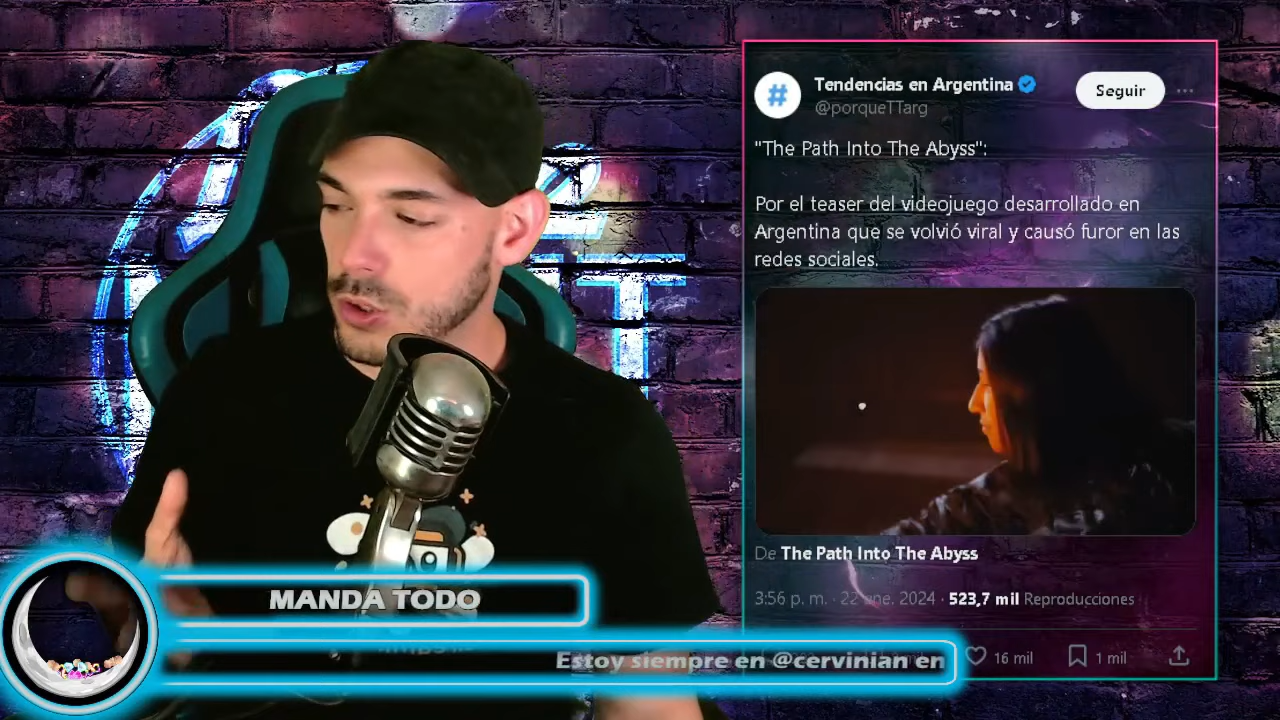 Tendencias en Argentina
@porqueTTarg
Seguir
"The Path Into The Abyss":
Por el teaser del videojuego desarrollado en
Argentina que se volvió viral y causó furor en las
redes sociales.
De The Path Into The Abyss
3:56 p. m. · 22 ene. 2024 · 523,7 mil Reproducciones
16 mil
1 mil
MANDA TODO
Estoy siempre en @cervinian en